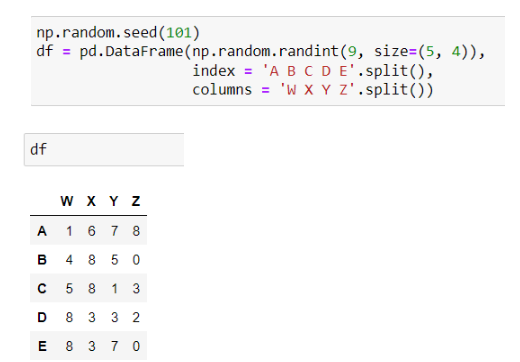 np.random.seed(101)
df = pd.DataFrame(np.random.randint(9, size=(5, 4)),
index = 'A B C D E'.split(),
columns = 'W X Y Z'.split())
df
W X Y Z
A 1 6 7 8
B 4 8 5 0
C 5 8 1 3
D 8 3 3 2
E 8 3 7 0